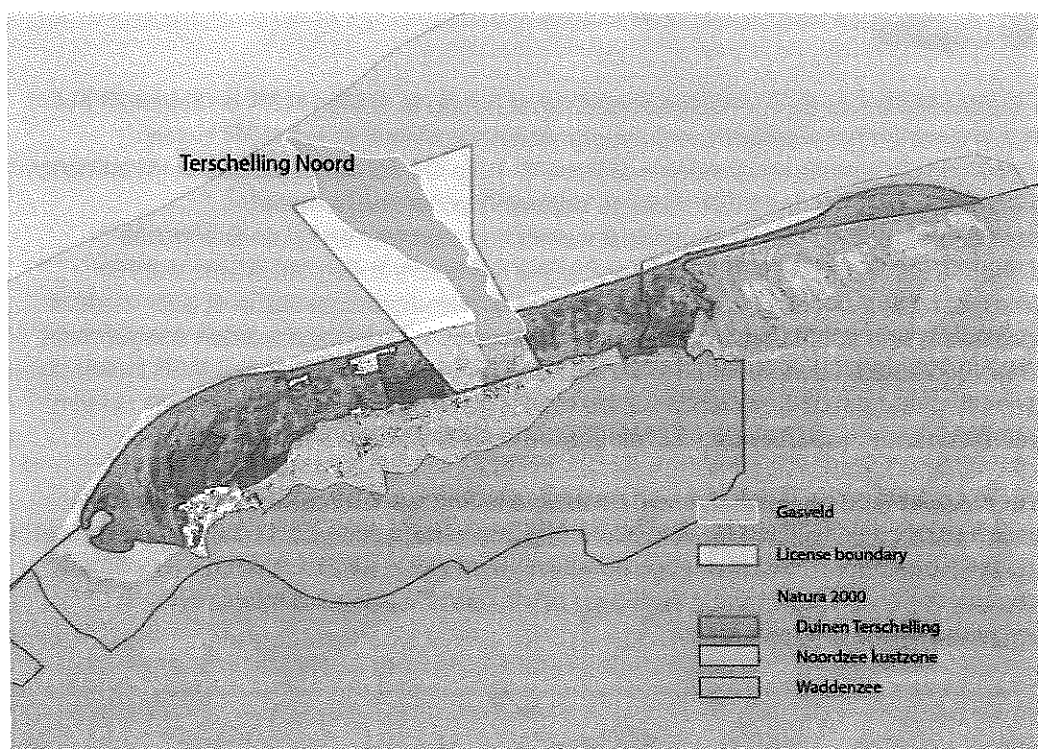 Terschelling Noord
Gasveld
License boundary
Natura 2000
Duinen Terschelling
Noordzee kustzone
Waddenzee